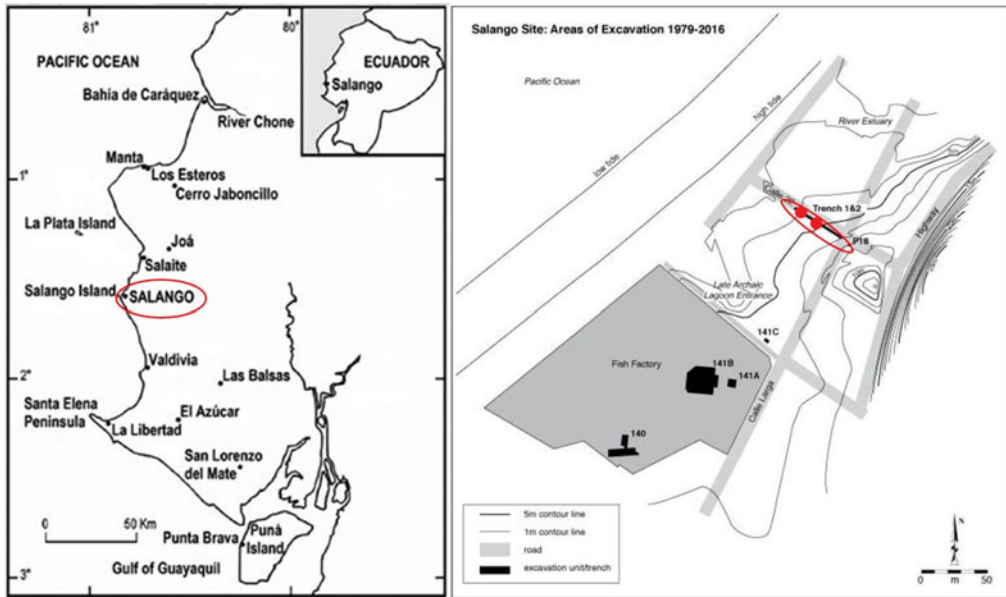 81°
80°
PACIFIC OCEAN
ECUADOR
Salango
Bahía de Caráquez
River Chone
Manta
Los Esteros
Cerro Jaboncillo
1°
La Plata Island
Joá
Salaite
Salango Island
SALANGO
Valdivia
2°
Las Balsas
Santa Elena
Peninsula
El Azúcar
La Libertad
San Lorenzo
del Mate
0 50 Km
Punta Brava
Puná
Island
Gulf of Guayaquil
3°
Salango Site: Areas of Excavation 1979-2016
Pacific Ocean
high tide
low tide
River Estuary
Calle
Trench 1&2
P18
Highway
Late Archaic
Lagoon Entrance
141C
Fish Factory
141B
141A
Calle Larga
140
5m contour line
1m contour line
road
excavation unit/trench
N
0 m 50